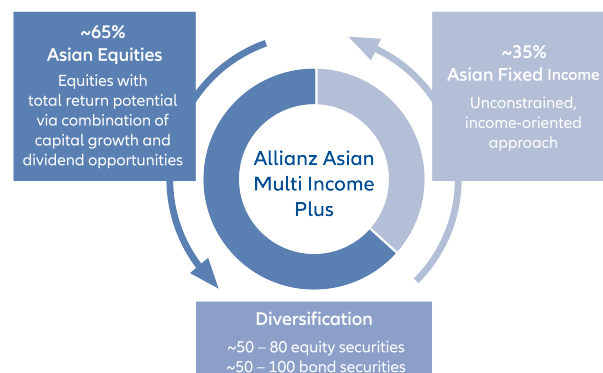 ~65%
Asian Equities
Equities with
total return potential
via combination of
capital growth and
dividend opportunities
~35%
Asian Fixed Income
Unconstrained,
income-oriented
approach
Allianz Asian
Multi Income
Plus
Diversification
~50 – 80 equity securities
~50 – 100 bond securities